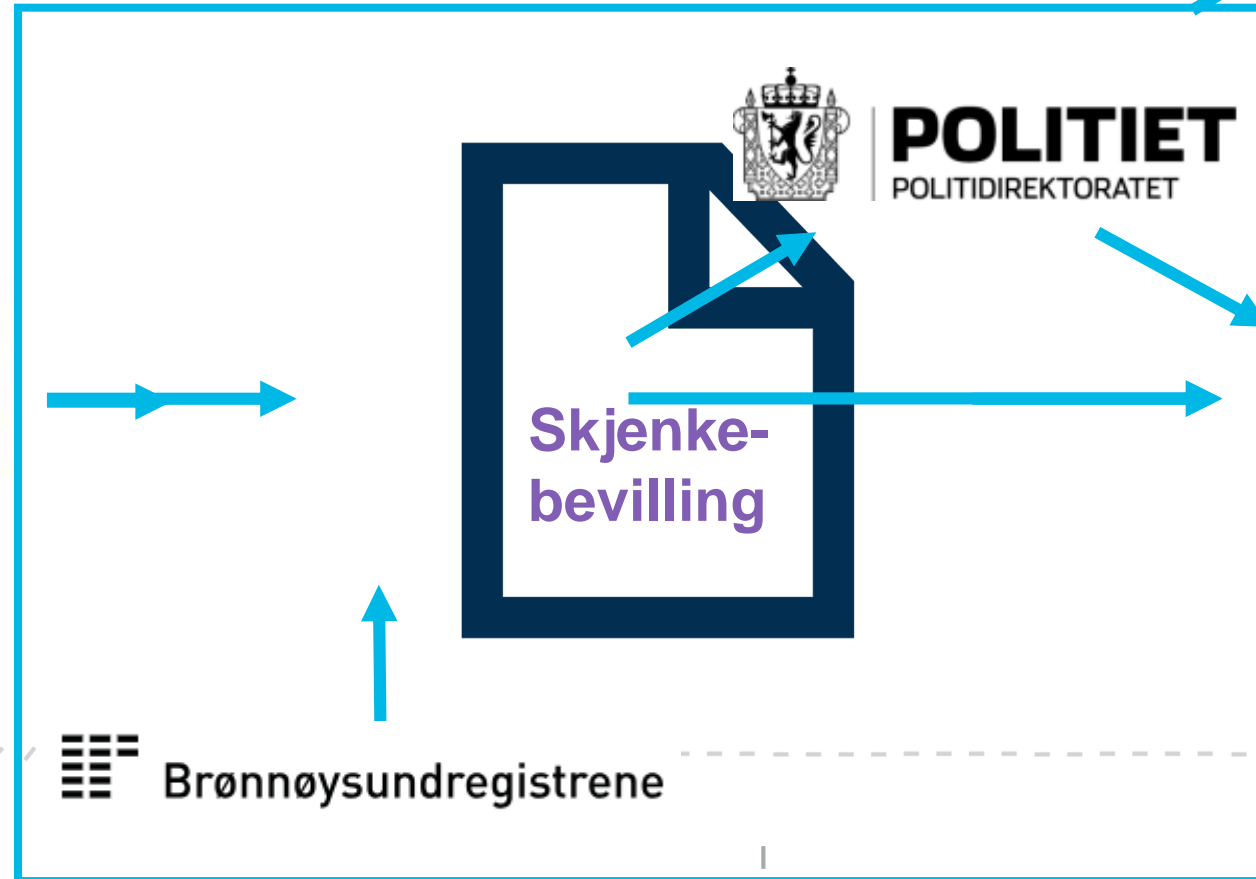 POLITIET
POLITIDIREKTORATET
Skjenke-
bevilling
Brønnøysundregistrene